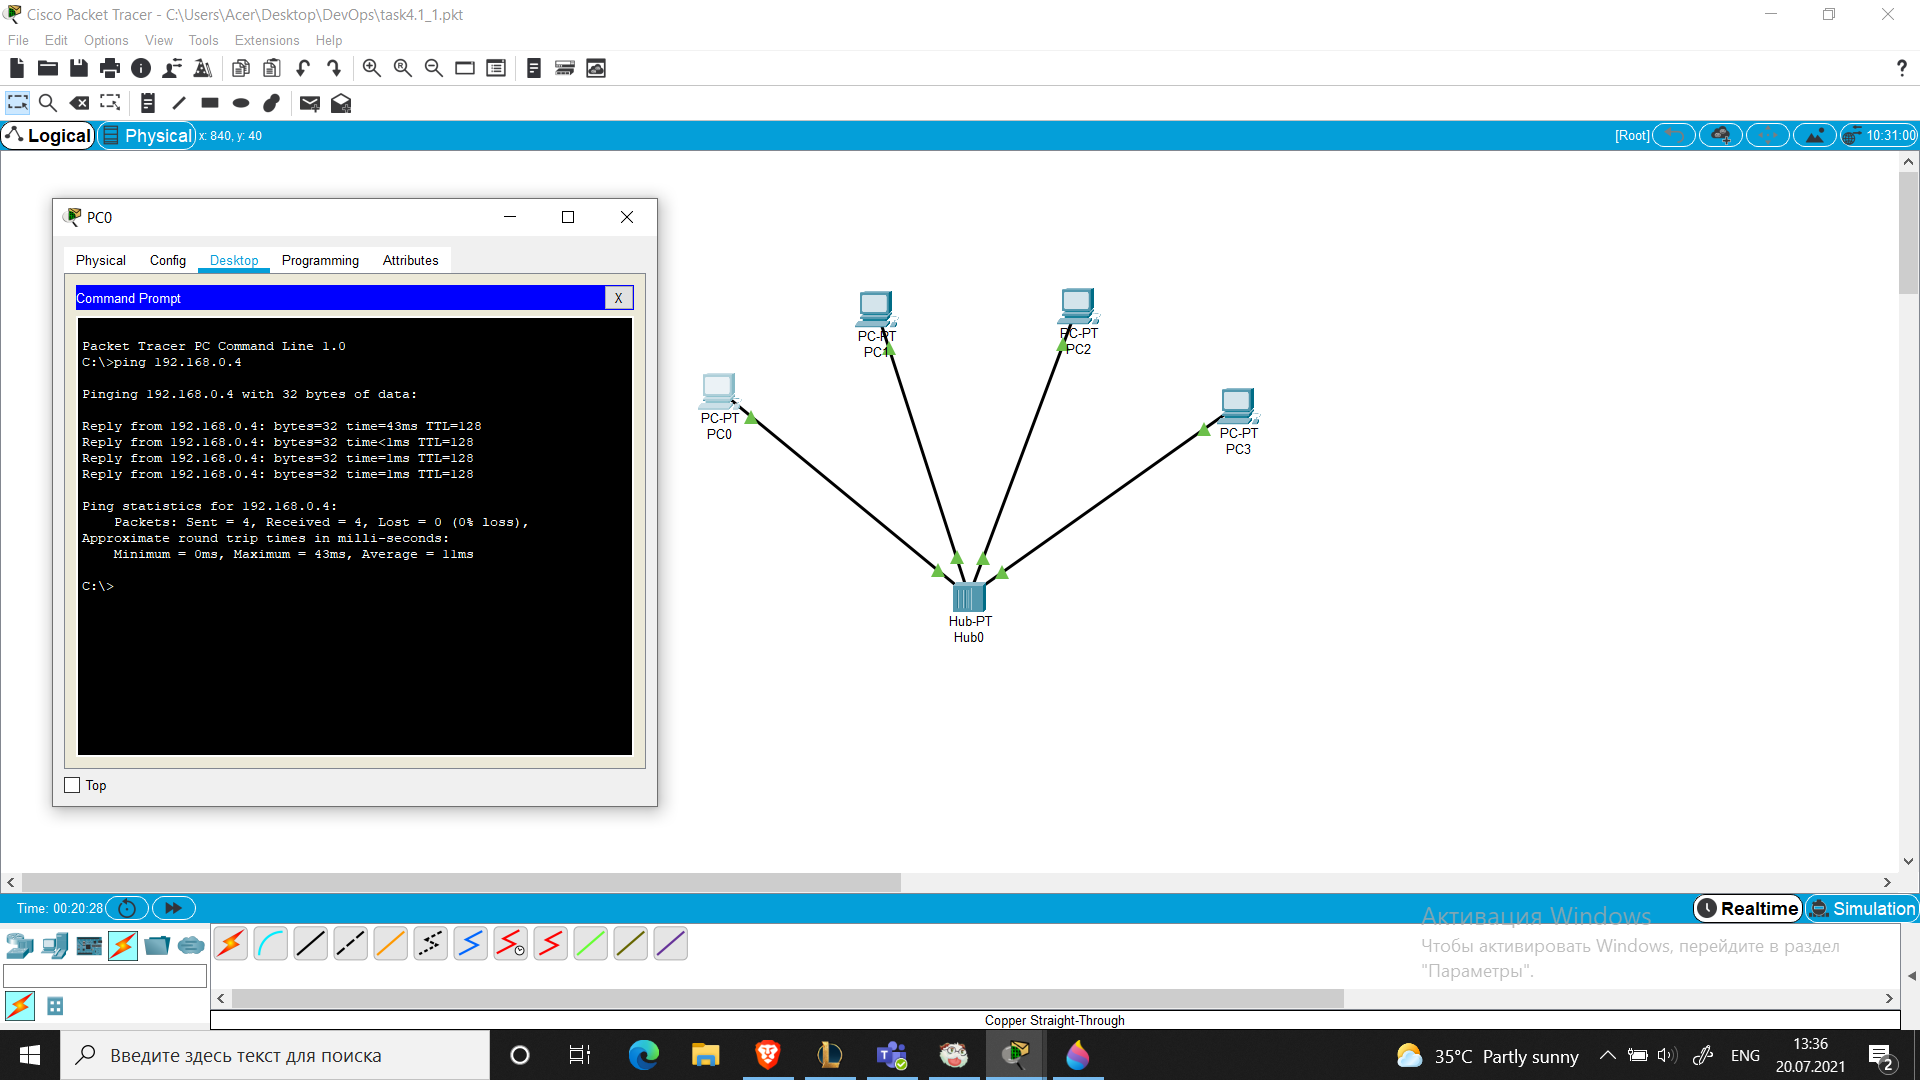 Cisco Packet Tracer - C:\Users\Acer\Desktop\DevOps\task4.1_1.pkt
File Edit Options View Tools Extensions Help
?
Logical Physical x: 840, y: 40 [Root] 10:31:00
PC0
Physical Config Desktop Programming Attributes
Command Prompt X
Packet Tracer PC Command Line 1.0
C:\>ping 192.168.0.4
Pinging 192.168.0.4 with 32 bytes of data:
Reply from 192.168.0.4: bytes=32 time=43ms TTL=128
Reply from 192.168.0.4: bytes=32 time<1ms TTL=128
Reply from 192.168.0.4: bytes=32 time=1ms TTL=128
Reply from 192.168.0.4: bytes=32 time=1ms TTL=128
Ping statistics for 192.168.0.4:
Packets: Sent = 4, Received = 4, Lost = 0 (0% loss),
Approximate round trip times in milli-seconds:
Minimum = 0ms, Maximum = 43ms, Average = 11ms
C:\>
Top
PC-PT
PC1
PC-PT
PC2
PC-PT
PC0
PC-PT
PC3
Hub-PT
Hub0
Time: 00:20:28 Realtime Simulation
Активация Windows
Чтобы активировать Windows, перейдите в раздел
"Параметры".
Copper Straight-Through
Введите здесь текст для поиска
35°C Partly sunny ENG
13:36
20.07.2021
2